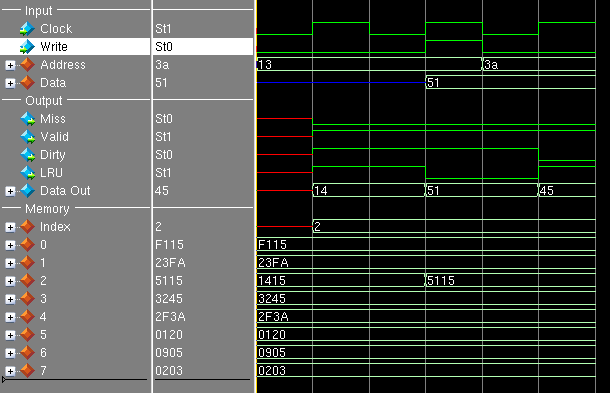 Input
Clock St1
Write St0
Address 3a 13 3a
Data 51 51
Output
Miss St0
Valid St1
Dirty St0
LRU St1
Data Out 45 14 51 45
Memory
Index 2 2
0 F115 F115
1 23FA 23FA
2 5115 1415 5115
3 3245 3245
4 2F3A 2F3A
5 0120 0120
6 0905 0905
7 0203 0203